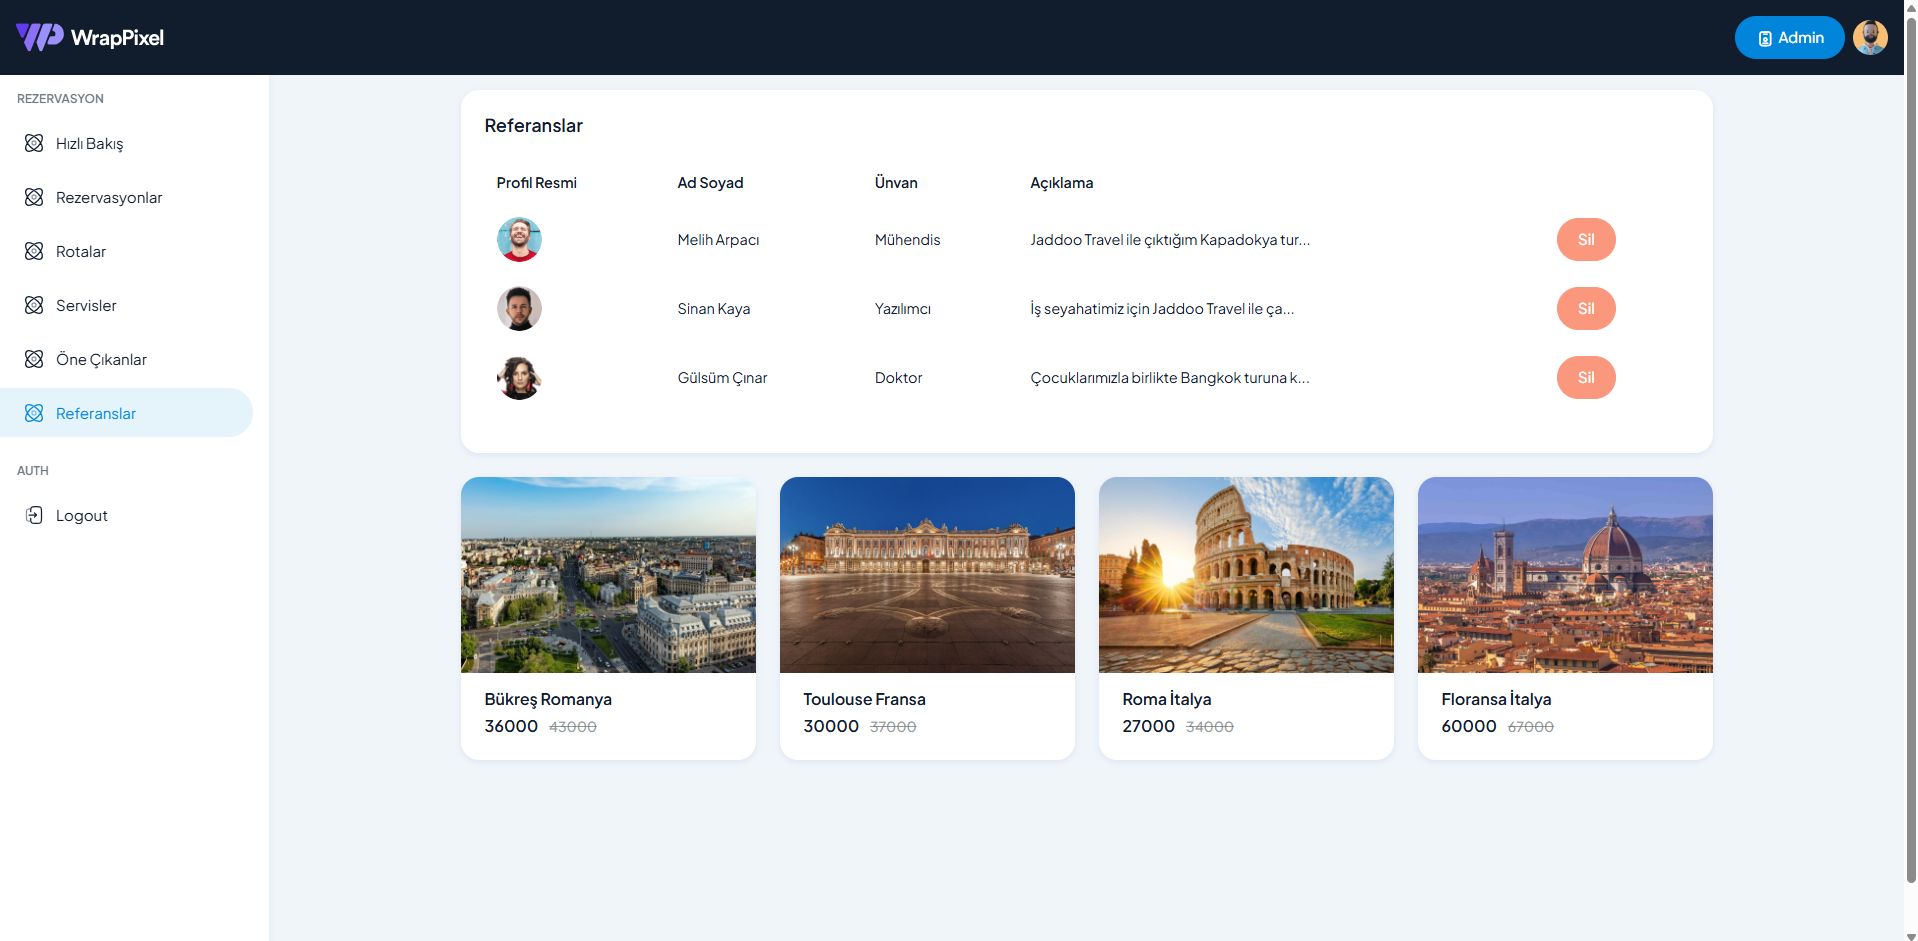 WrapPixel
Admin
REZERVASYON
Hızlı Bakış
Rezervasyonlar
Rotalar
Servisler
Öne Çıkanlar
Referanslar
AUTH
Logout
Referanslar
Profil Resmi Ad Soyad Ünvan Açıklama
Melih Arpacı Mühendis Jaddoo Travel ile çıktığım Kapadokya tur... Sil
Sinan Kaya Yazılımcı İş seyahatimiz için Jaddoo Travel ile ça... Sil
Gülsüm Çınar Doktor Çocuklarımızla birlikte Bangkok turuna k... Sil
Bükreş Romanya
36000 43000
Toulouse Fransa
30000 37000
Roma İtalya
27000 34000
Floransa İtalya
60000 67000